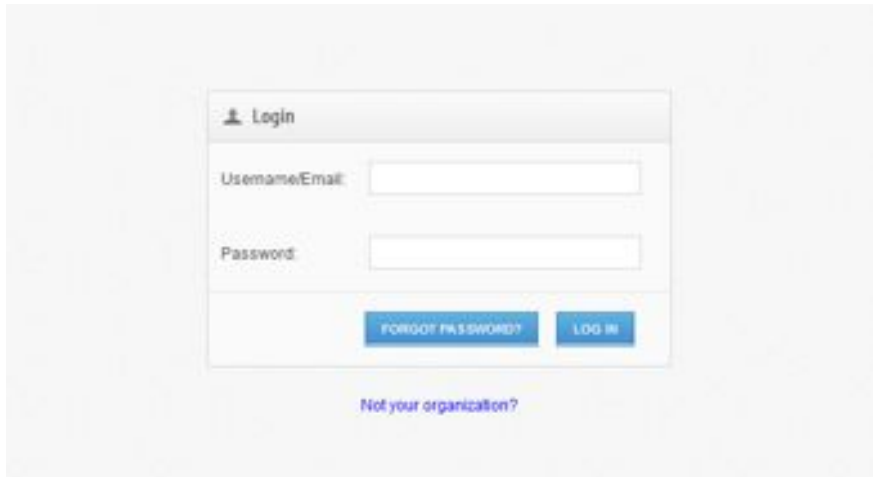 Login
Username/Email:
Password:
FORGOT PASSWORD? LOG IN
Not your organization?